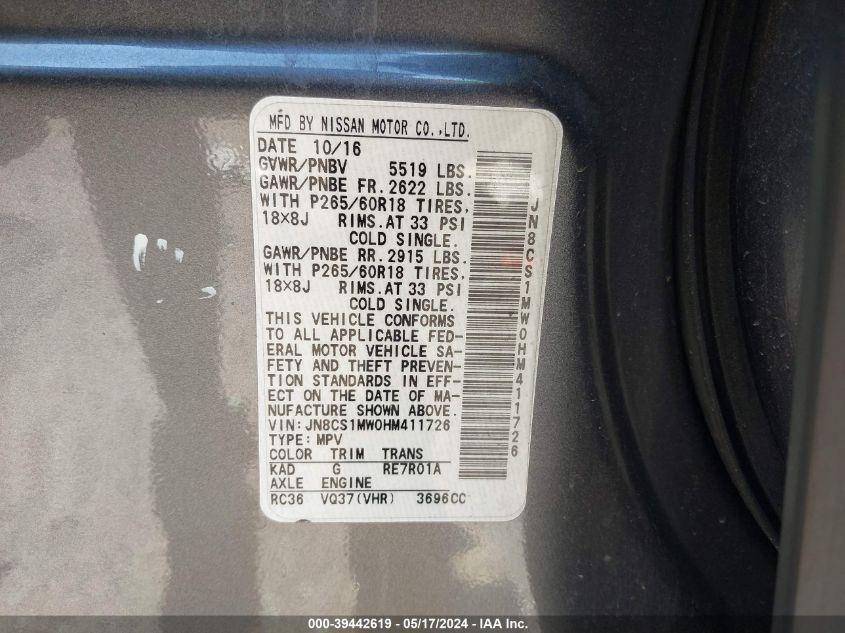 MFD BY NISSAN MOTOR CO.,LTD.
DATE 10/16
GVWR/PNBV 5519 LBS.
GAWR/PNBE FR. 2622 LBS.
WITH P265/60R18 TIRES,
18×8J RIMS.AT 33 PSI
COLD SINGLE.
GAWR/PNBE RR. 2915 LBS.
WITH P265/60R18 TIRES,
18×8J RIMS.AT 33 PSI
COLD SINGLE.
THIS VEHICLE CONFORMS
TO ALL APPLICABLE FED-
ERAL MOTOR VEHICLE SA-
FETY AND THEFT PREVEN-
TION STANDARDS IN EFF-
ECT ON THE DATE OF MA-
NUFACTURE SHOWN ABOVE.
VIN: JN8CS1MW0HM411726
TYPE: MPV
COLOR TRIM TRANS
KAD G RE7R01A
AXLE ENGINE
RC36 VQ37(VHR) 3696CC
JN8CS1MW0HM411726
000-39442619 - 05/17/2024 - IAA Inc.